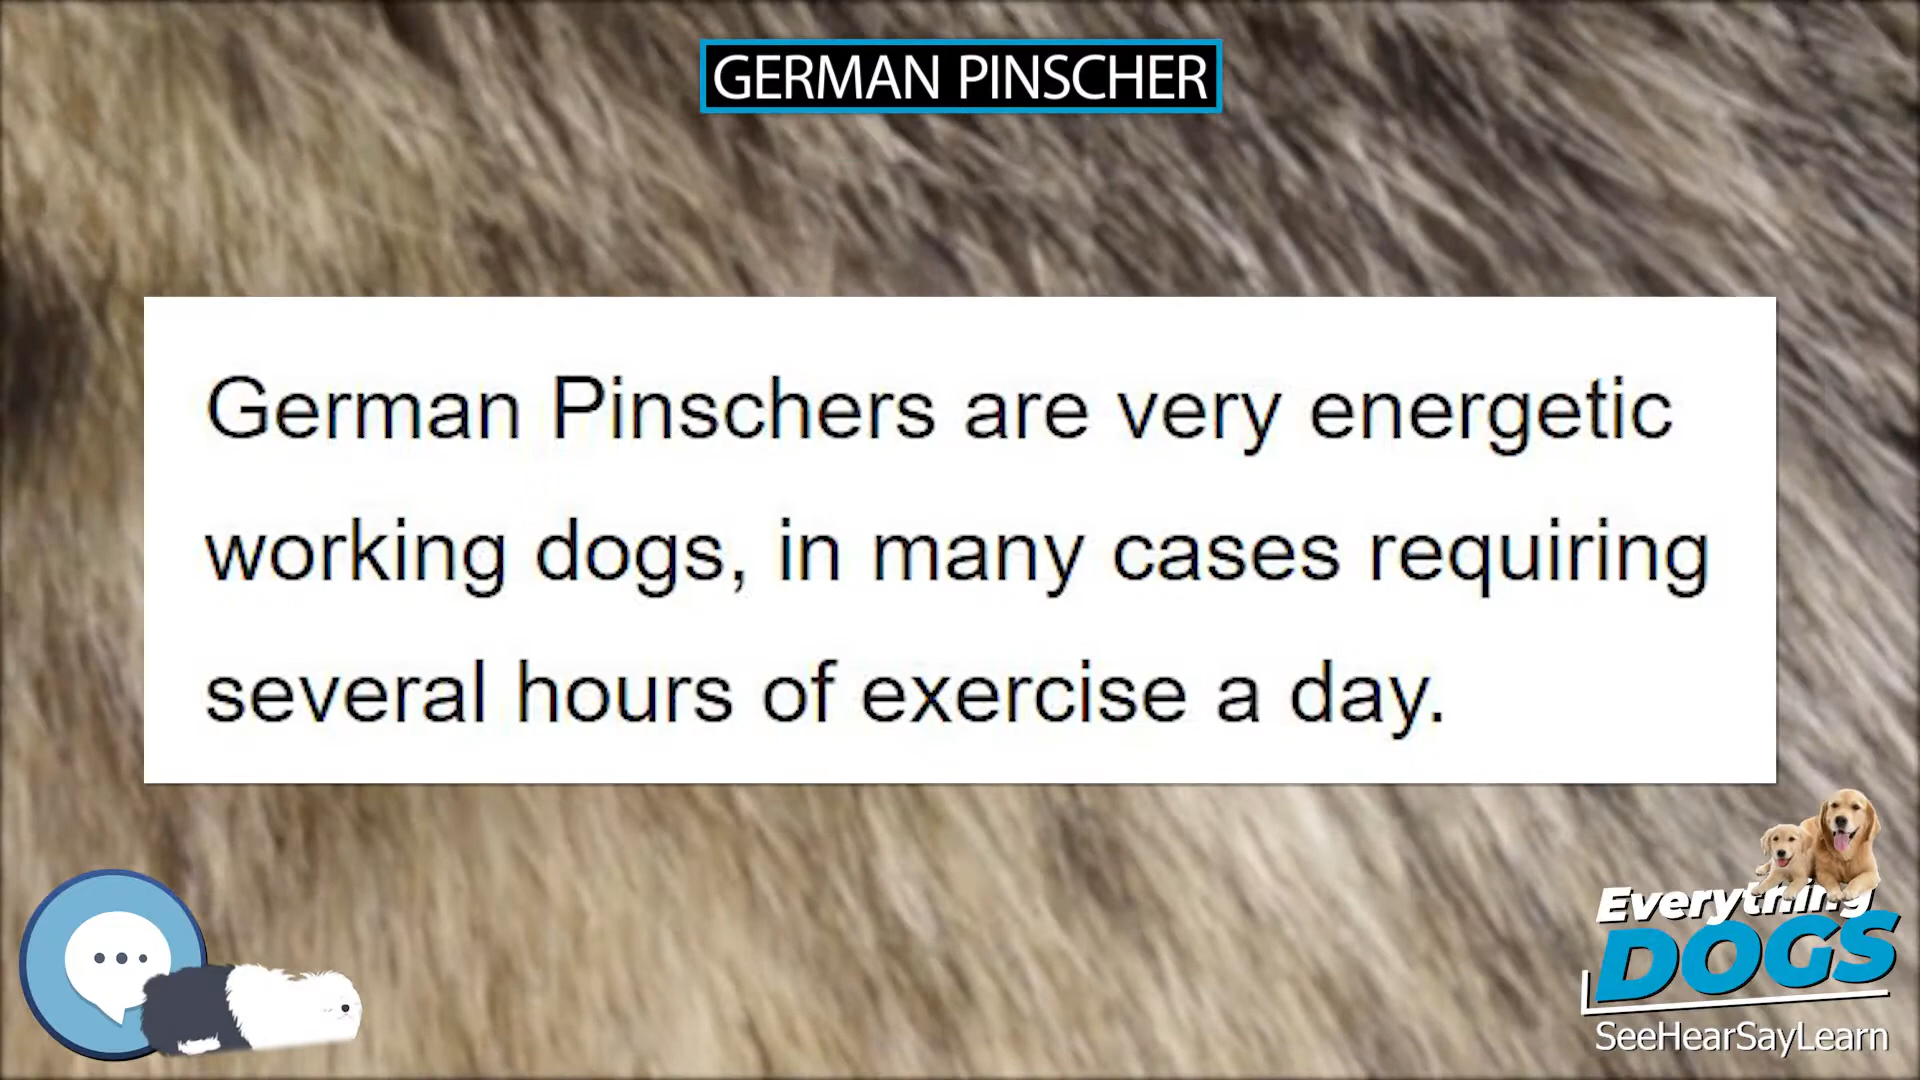 GERMAN PINSCHER
German Pinschers are very energetic
working dogs, in many cases requiring
several hours of exercise a day.
Everything
DOGS
SeeHearSayLearn